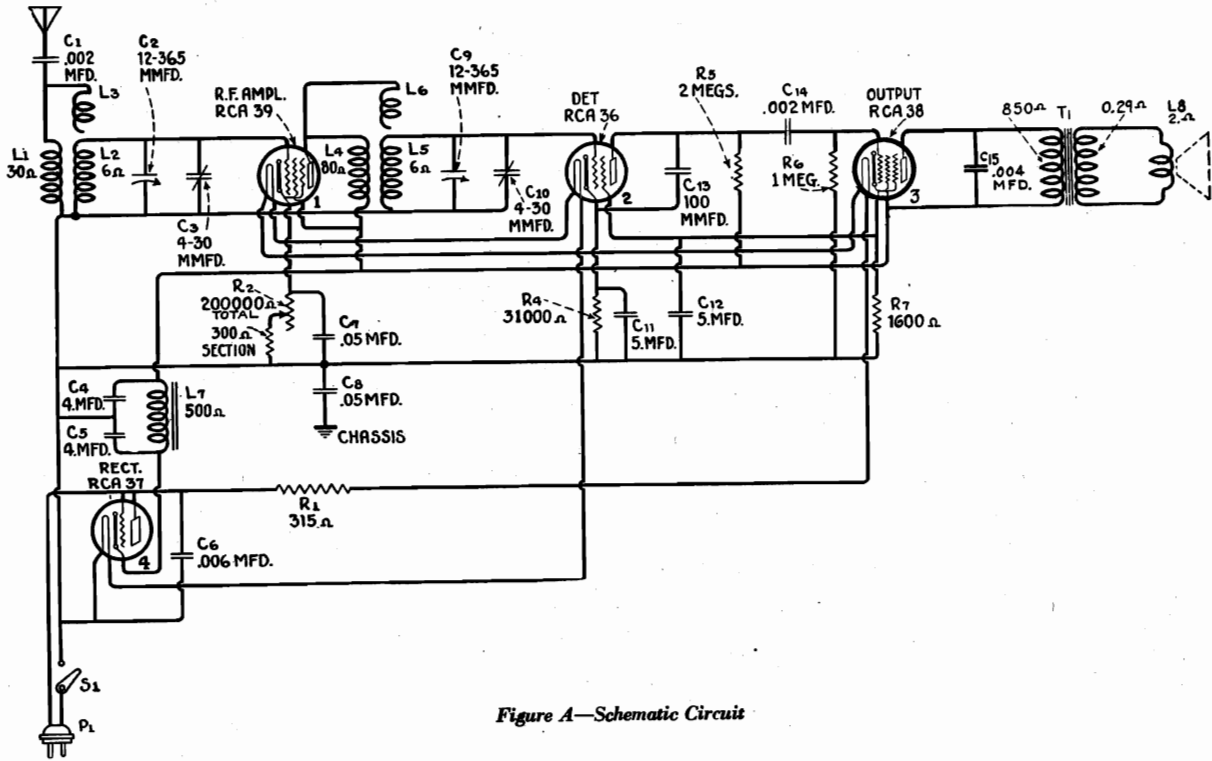 C1
.002
MFD.
C2
12-365
MMFD.
L3
R.F. AMPL.
RCA 39
L6
C9
12-365
MMFD.
DET
RCA 36
R5
2 MEGS.
C14
.002 MFD.
OUTPUT
RCA 38
850Ω
T1
0.29Ω
L8
2.Ω
L1
30Ω
L2
6Ω
L4
80Ω
L5
6Ω
R6
1 MEG.
C15
.004
MFD.
1
2
3
C3
4-30
MMFD.
C10
4-30
MMFD.
C13
100
MMFD.
R2
200000Ω
TOTAL
300Ω
SECTION
C7
.05 MFD.
R4
31000Ω
C11
5.MFD.
C12
5.MFD.
R7
1600Ω
C4
4.MFD.
L7
500Ω
C8
.05 MFD.
C5
4.MFD.
CHASSIS
RECT.
RCA 37
4
R1
315Ω
C6
.006 MFD.
S1
P1
Figure A—Schematic Circuit